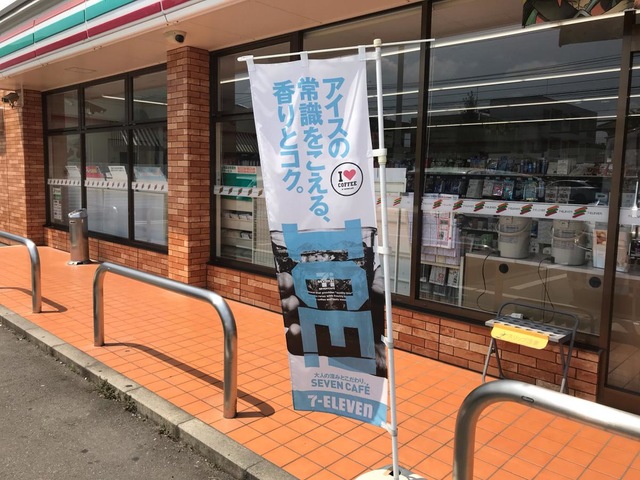 アイスの
常識をこえる、
香りとコク。
I ♥
COFFEE
ICE
大人の深みとこだわり。
SEVEN CAFÉ
7-ELEVEN